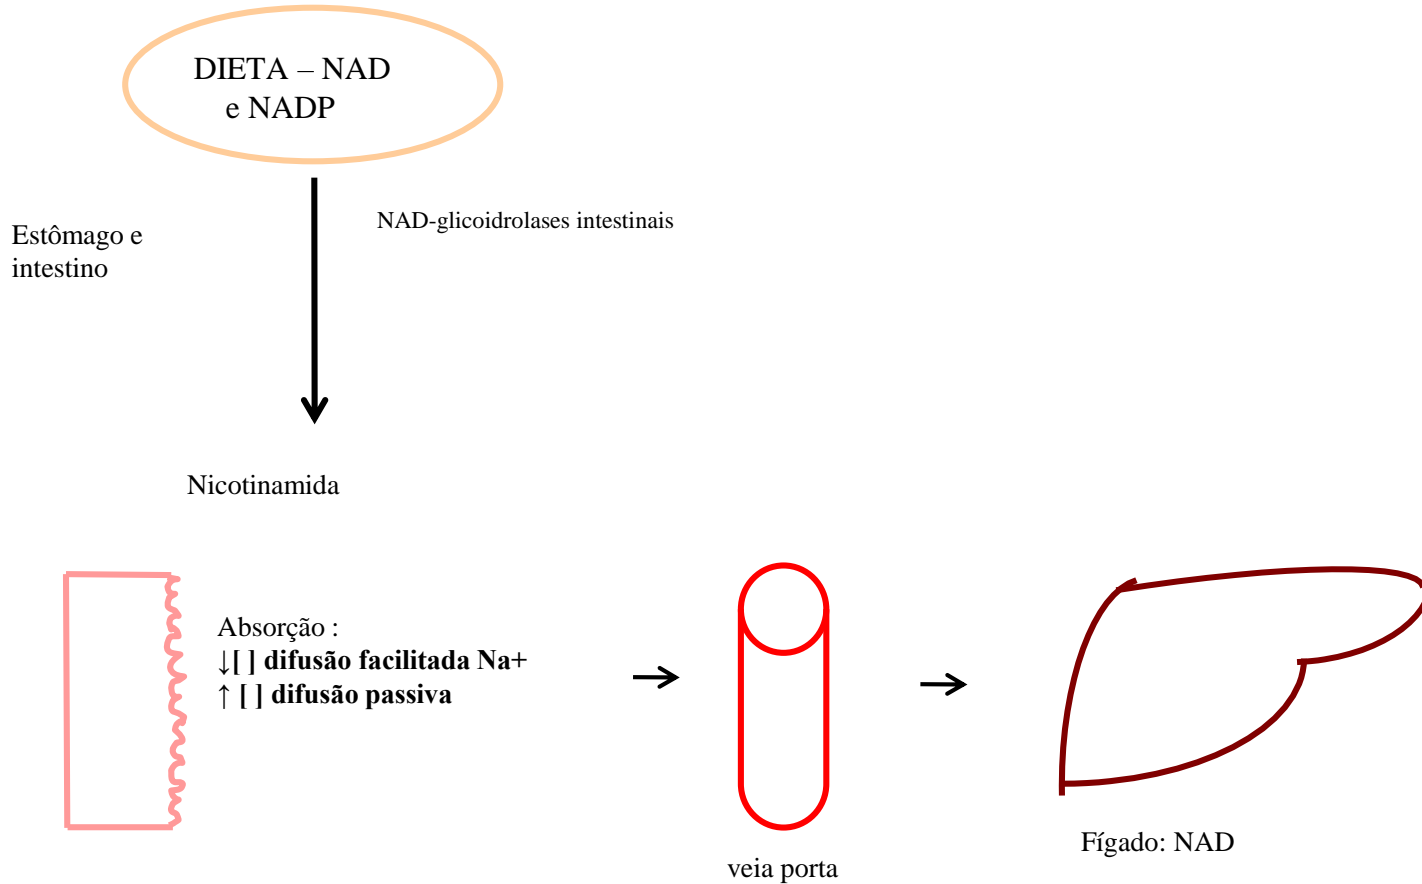 DIETA – NAD
e NADP
NAD-glicoidrolases intestinais
Estômago e
intestino
Nicotinamida
Absorção :
↓[ ] difusão facilitada Na+
↑ [ ] difusão passiva
veia porta
Fígado: NAD